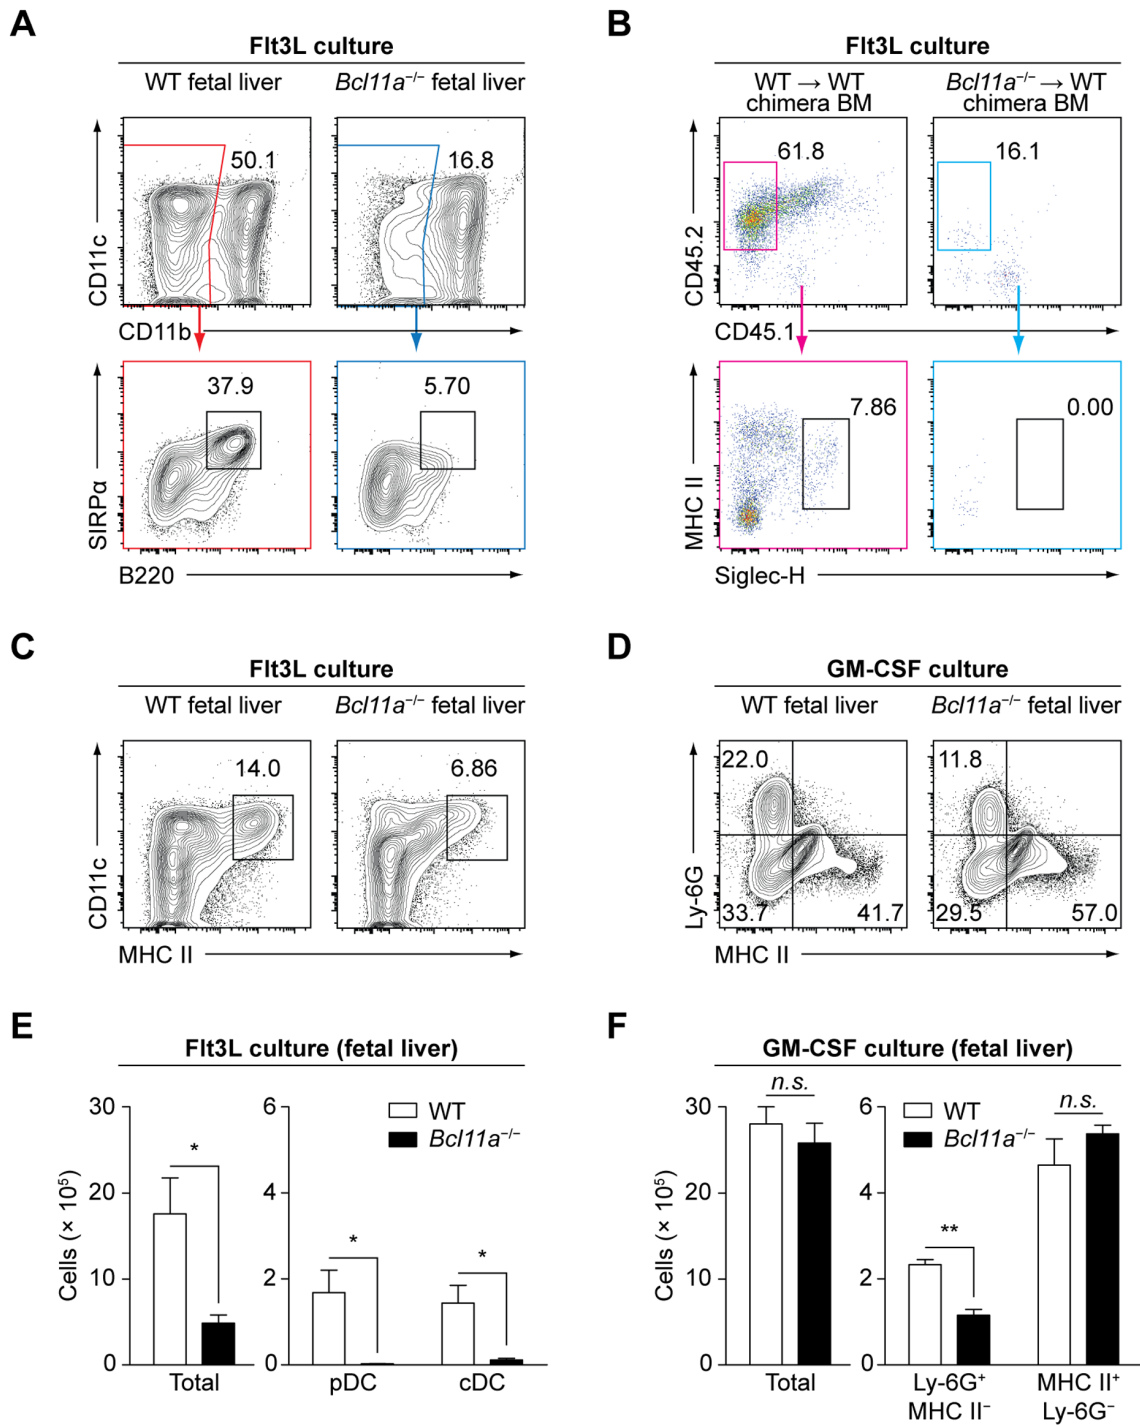 A
Flt3L culture
WT fetal liver
Bcl11a−/− fetal liver
50.1
16.8
CD11c
CD11b
37.9
5.70
SIRPα
B220
B
Flt3L culture
WT → WT
chimera BM
Bcl11a−/− → WT
chimera BM
61.8
16.1
CD45.2
CD45.1
7.86
0.00
MHC II
Siglec-H
C
Flt3L culture
WT fetal liver
Bcl11a−/− fetal liver
14.0
6.86
CD11c
MHC II
D
GM-CSF culture
WT fetal liver
Bcl11a−/− fetal liver
22.0
11.8
33.7
41.7
29.5
57.0
Ly-6G
MHC II
E
Flt3L culture (fetal liver)
30
20
10
0
Cells (× 10⁵)
*
Total
6
4
2
0
WT
Bcl11a−/−
*
*
pDC
cDC
F
GM-CSF culture (fetal liver)
30
20
10
0
Cells (× 10⁵)
n.s.
Total
6
4
2
0
WT
Bcl11a−/−
**
n.s.
Ly-6G⁺
MHC II⁻
MHC II⁺
Ly-6G⁻